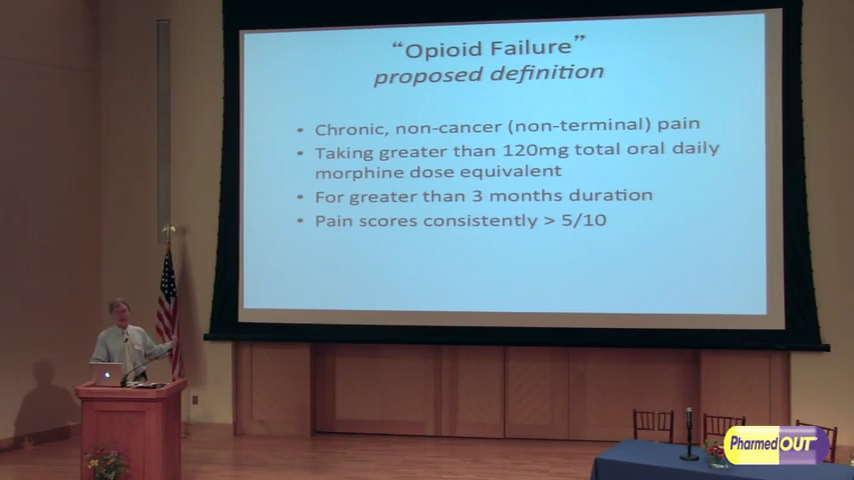 “Opioid Failure”
proposed definition
• Chronic, non-cancer (non-terminal) pain
• Taking greater than 120mg total oral daily
morphine dose equivalent
• For greater than 3 months duration
• Pain scores consistently > 5/10
PharmedOUT